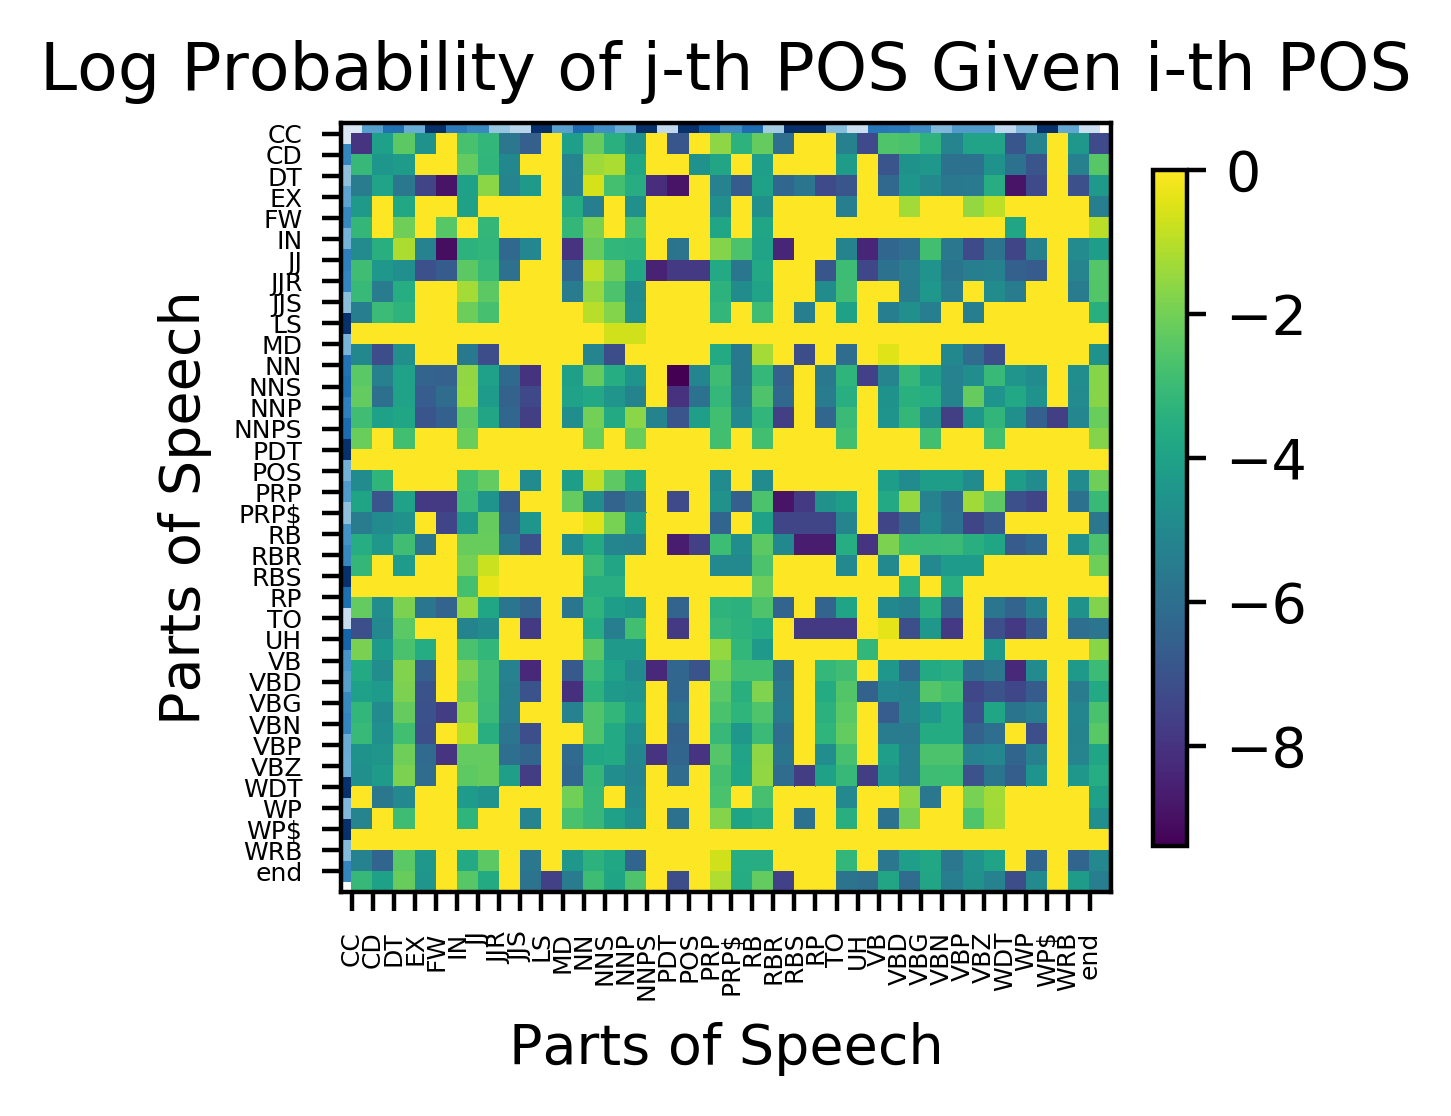 Log Probability of j-th POS Given i-th POS
Parts of Speech
CC
CD
DT
EX
FW
IN
JJ
JJR
JJS
LS
MD
NN
NNS
NNP
NNPS
PDT
POS
PRP
PRP$
RB
RBR
RBS
RP
TO
UH
VB
VBD
VBG
VBN
VBP
VBZ
WDT
WP
WP$
WRB
end
0
−2
−4
−6
−8
CC
CD
DT
EX
FW
IN
JJ
JJR
JJS
LS
MD
NN
NNS
NNP
NNPS
PDT
POS
PRP
PRP$
RB
RBR
RBS
RP
TO
UH
VB
VBD
VBG
VBN
VBP
VBZ
WDT
WP
WP$
WRB
end
Parts of Speech